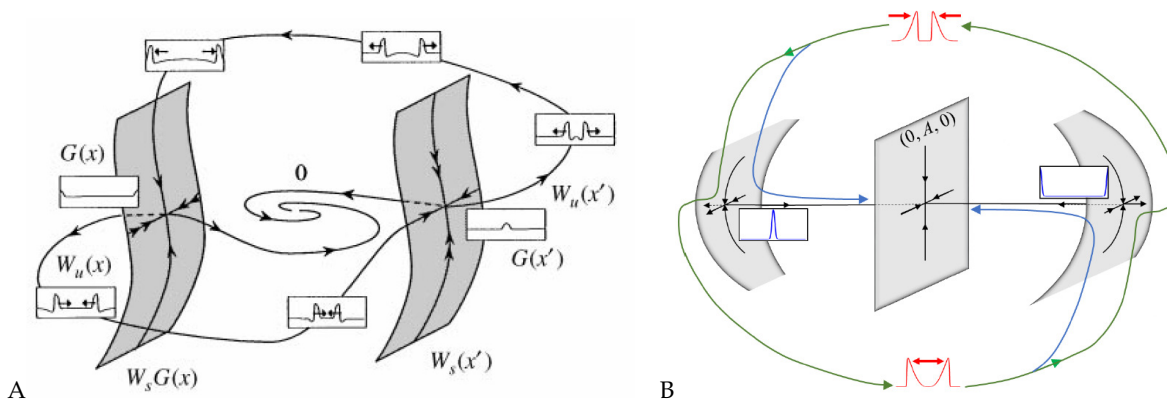 G(x)
0
W_u(x')
G(x')
W_u(x)
W_sG(x)
W_s(x')
A
(0, A, 0)
B